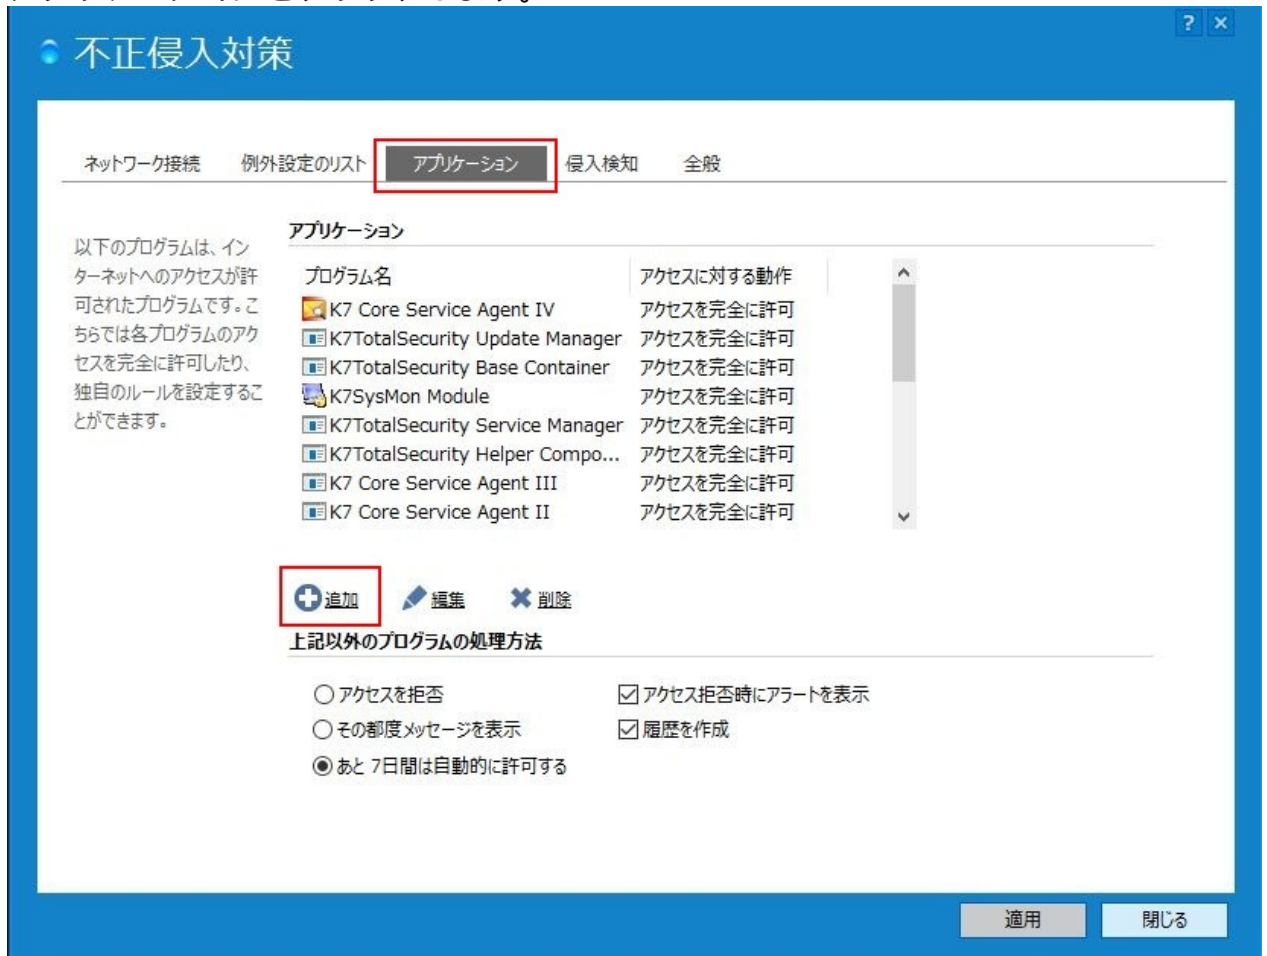 ? ×
不正侵入対策
ネットワーク接続 例外設定のリスト アプリケーション 侵入検知 全般
以下のプログラムは、イン
ターネットへのアクセスが許
可されたプログラムです。こ
ちらでは各プログラムのアク
セスを完全に許可したり、
独自のルールを設定するこ
とができます。
アプリケーション
プログラム名 アクセスに対する動作
K7 Core Service Agent IV アクセスを完全に許可
K7TotalSecurity Update Manager アクセスを完全に許可
K7TotalSecurity Base Container アクセスを完全に許可
K7SysMon Module アクセスを完全に許可
K7TotalSecurity Service Manager アクセスを完全に許可
K7TotalSecurity Helper Compo... アクセスを完全に許可
K7 Core Service Agent III アクセスを完全に許可
K7 Core Service Agent II アクセスを完全に許可
追加 編集 削除
上記以外のプログラムの処理方法
アクセスを拒否 アクセス拒否時にアラートを表示
その都度メッセージを表示 履歴を作成
あと 7日間は自動的に許可する
適用 閉じる